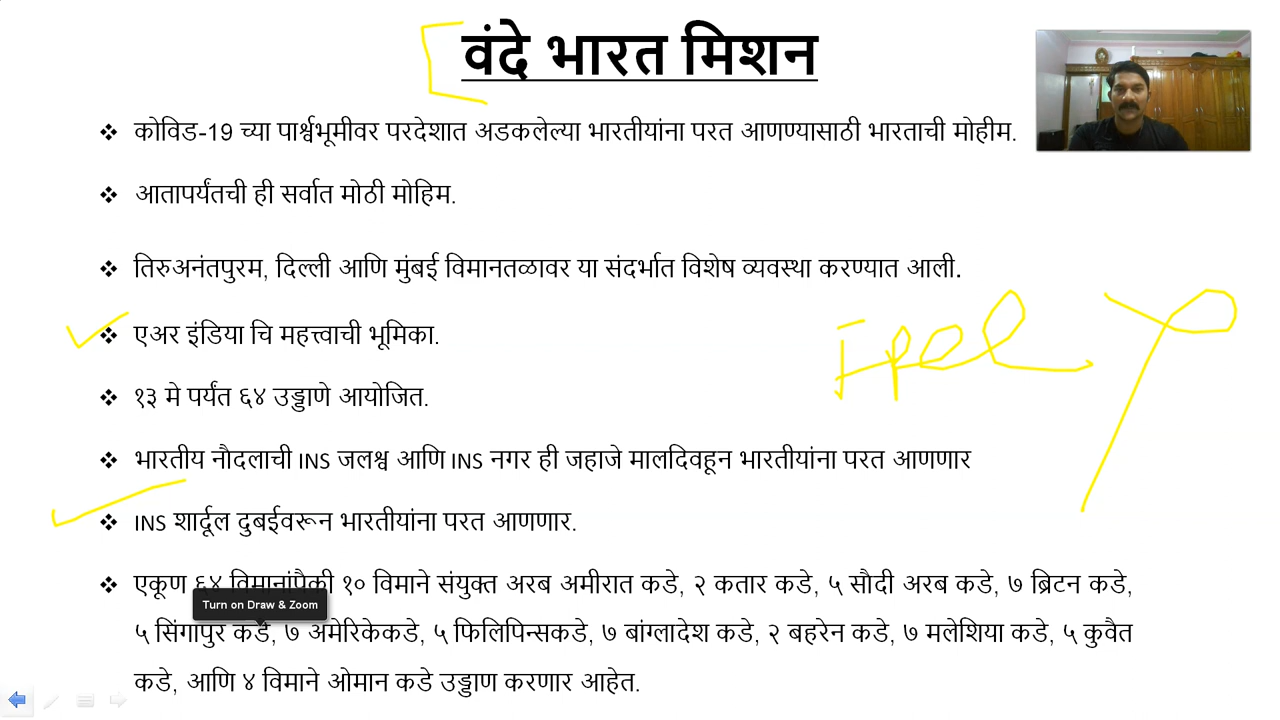 वंदे भारत मिशन
❖ कोविड-19 च्या पार्श्वभूमीवर परदेशात अडकलेल्या भारतीयांना परत आणण्यासाठी भारताची मोहीम.
❖ आतापर्यंतची ही सर्वात मोठी मोहिम.
❖ तिरुअनंतपुरम, दिल्ली आणि मुंबई विमानतळावर या संदर्भात विशेष व्यवस्था करण्यात आली.
❖ एअर इंडिया चि महत्त्वाची भूमिका.
❖ १३ मे पर्यंत ६४ उड्डाणे आयोजित.
❖ भारतीय नौदलाची INS जलश्व आणि INS नगर ही जहाजे मालदिवहून भारतीयांना परत आणणार
❖ INS शार्दूल दुबईवरून भारतीयांना परत आणणार.
❖ एकूण ६४ विमानांपैकी १० विमाने संयुक्त अरब अमीरात कडे, २ कतार कडे, ५ सौदी अरब कडे, ७ ब्रिटन कडे,
Turn on Draw & Zoom
५ सिंगापुर कडे, ७ अमेरिकेकडे, ५ फिलिपिन्सकडे, ७ बांग्लादेश कडे, २ बहरेन कडे, ७ मलेशिया कडे, ५ कुवैत
कडे, आणि ४ विमाने ओमान कडे उड्डाण करणार आहेत.